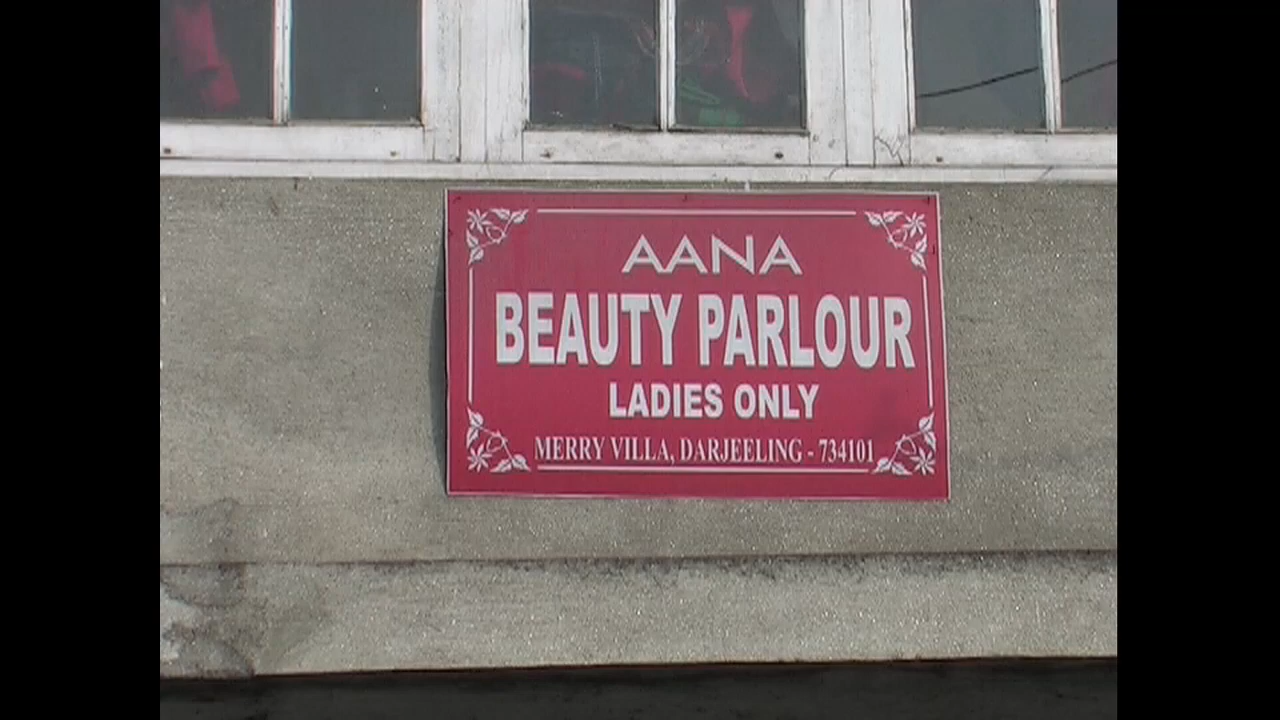 AANA
BEAUTY PARLOUR
LADIES ONLY
MERRY VILLA, DARJEELING - 734101